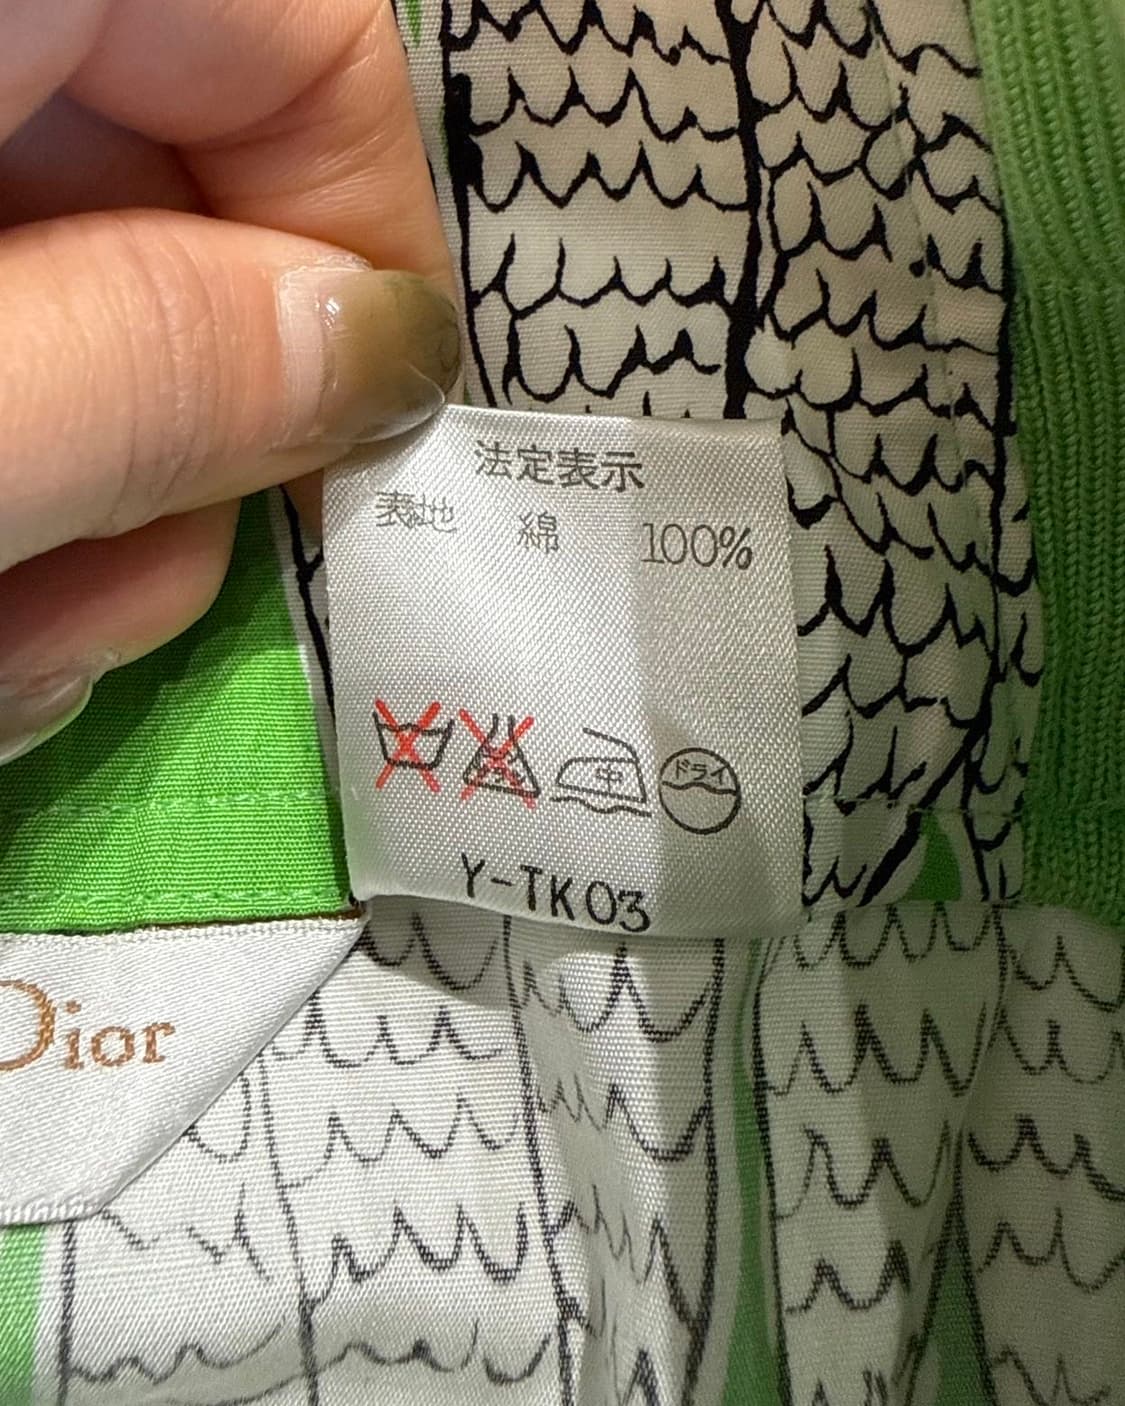 法定表示
表地 綿 100%
中 ドライ
Y-TK03
Dior